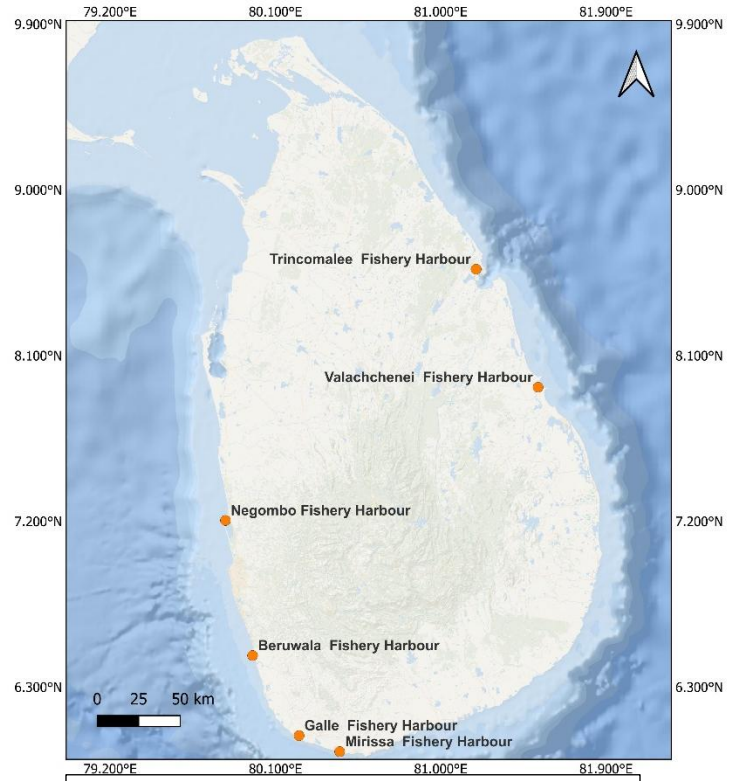 79.200°E 80.100°E 81.000°E 81.900°E
9.900°N 9.900°N
9.000°N 9.000°N
Trincomalee Fishery Harbour
8.100°N 8.100°N
Valachchenei Fishery Harbour
Negombo Fishery Harbour
7.200°N 7.200°N
Beruwala Fishery Harbour
6.300°N 6.300°N
0 25 50 km
Galle Fishery Harbour
Mirissa Fishery Harbour
79.200°E 80.100°E 81.000°E 81.900°E